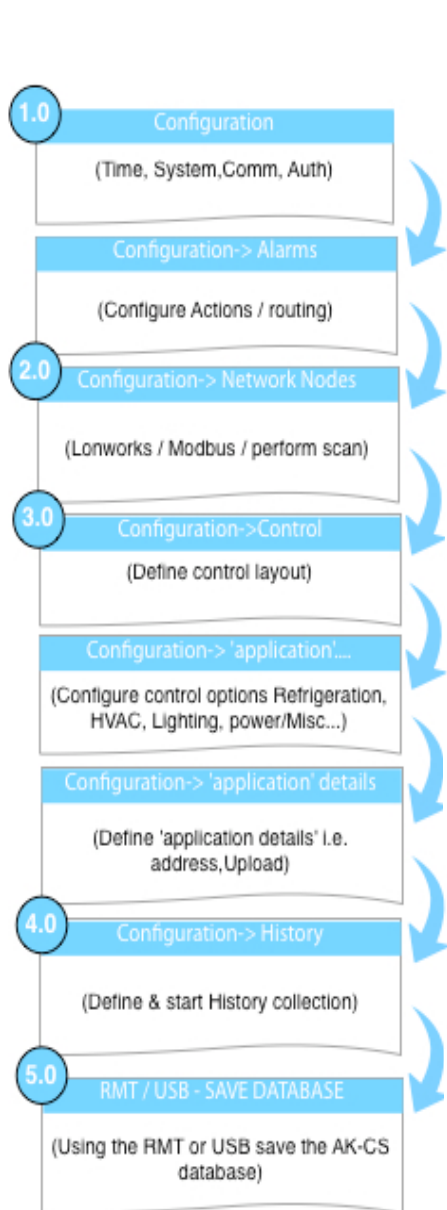 1.0
Configuration
(Time, System,Comm, Auth)
Configuration-> Alarms
(Configure Actions / routing)
2.0
Configuration-> Network Nodes
(Lonworks / Modbus / perform scan)
3.0
Configuration->Control
(Define control layout)
Configuration-> 'application'....
(Configure control options Refrigeration,
HVAC, Lighting, power/Misc...)
Configuration-> 'application' details
(Define 'application details' i.e.
address,Upload)
4.0
Configuration-> History
(Define & start History collection)
5.0
RMT / USB - SAVE DATABASE
(Using the RMT or USB save the AK-CS
database)